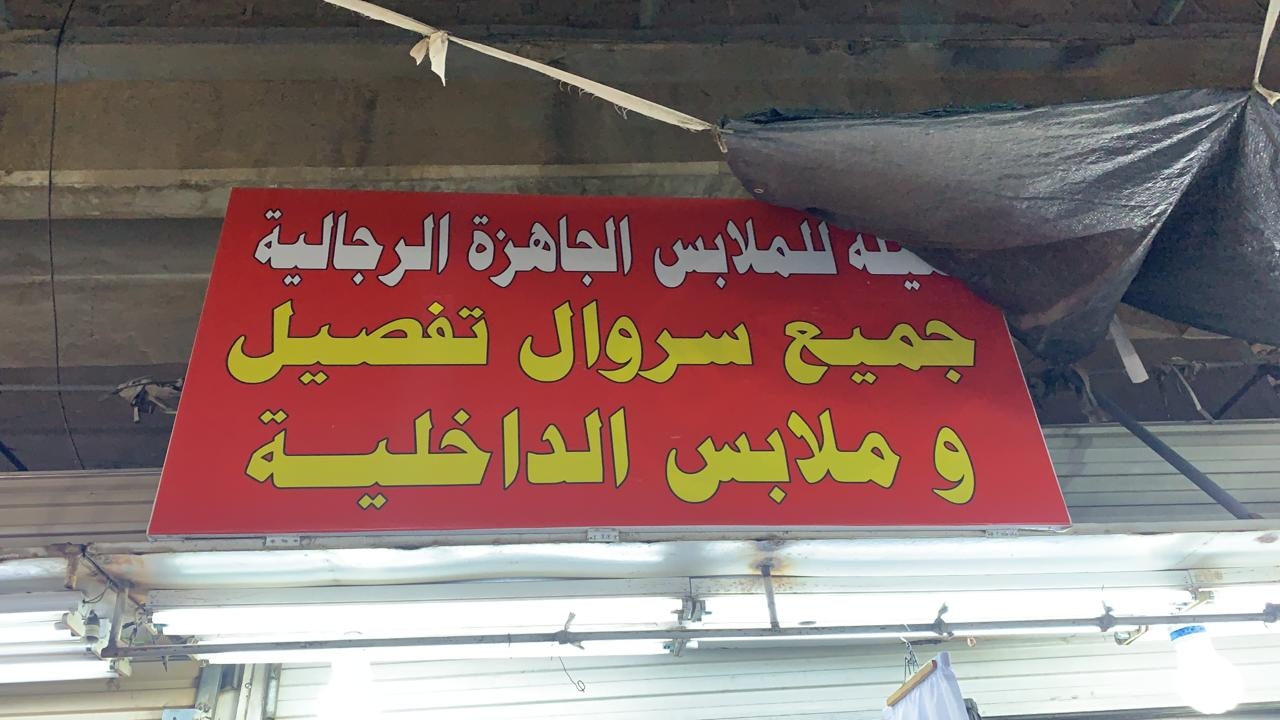 للملابس الجاهزة الرجالية
جميع سروال تفصيل
و ملابس الداخلية